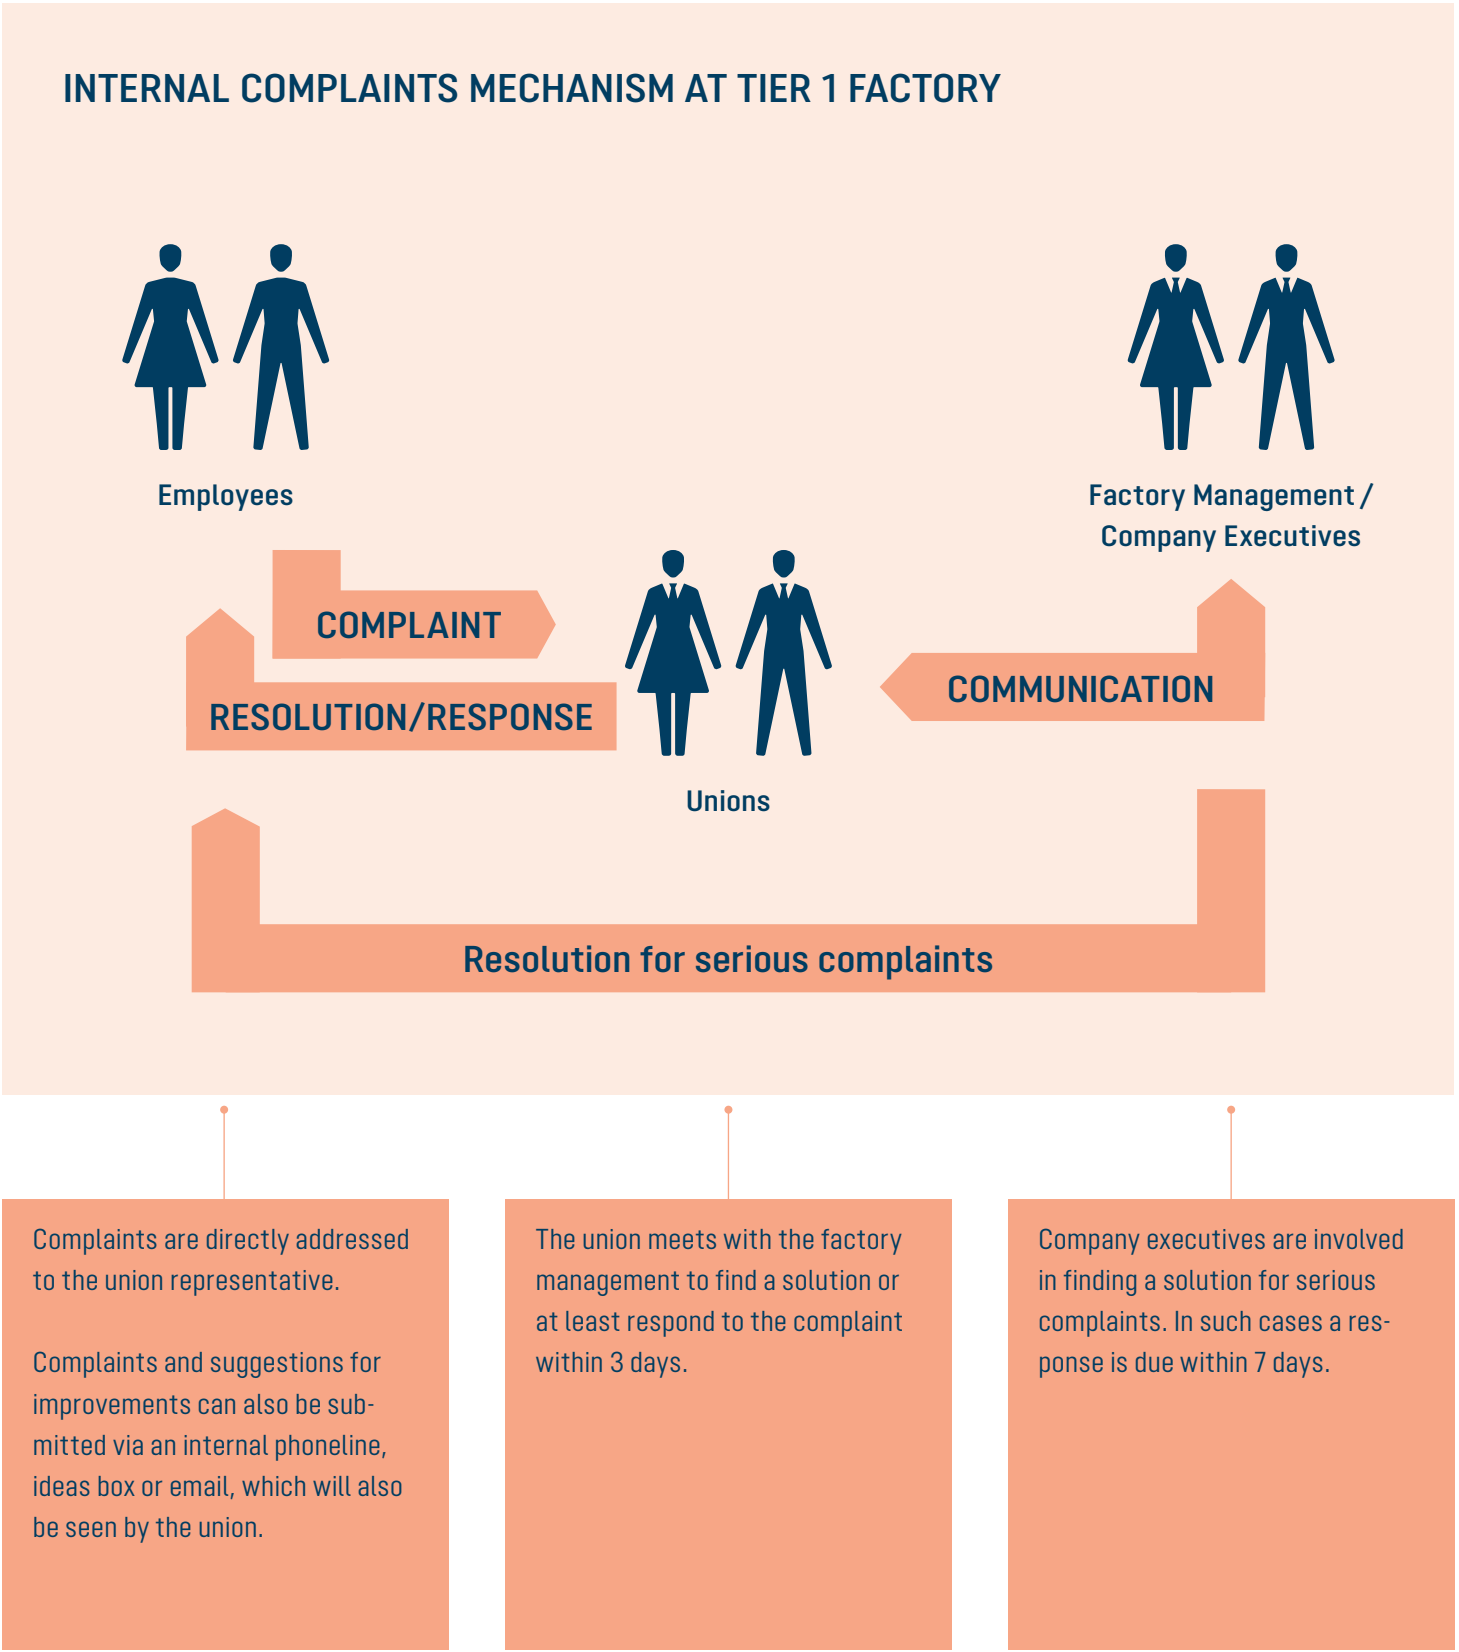 INTERNAL COMPLAINTS MECHANISM AT TIER 1 FACTORY
Employees
Factory Management /
Company Executives
COMPLAINT
RESOLUTION/RESPONSE
COMMUNICATION
Unions
Resolution for serious complaints
Complaints are directly addressed
to the union representative.
Complaints and suggestions for
improvements can also be sub-
mitted via an internal phoneline,
ideas box or email, which will also
be seen by the union.
The union meets with the factory
management to find a solution or
at least respond to the complaint
within 3 days.
Company executives are involved
in finding a solution for serious
complaints. In such cases a res-
ponse is due within 7 days.